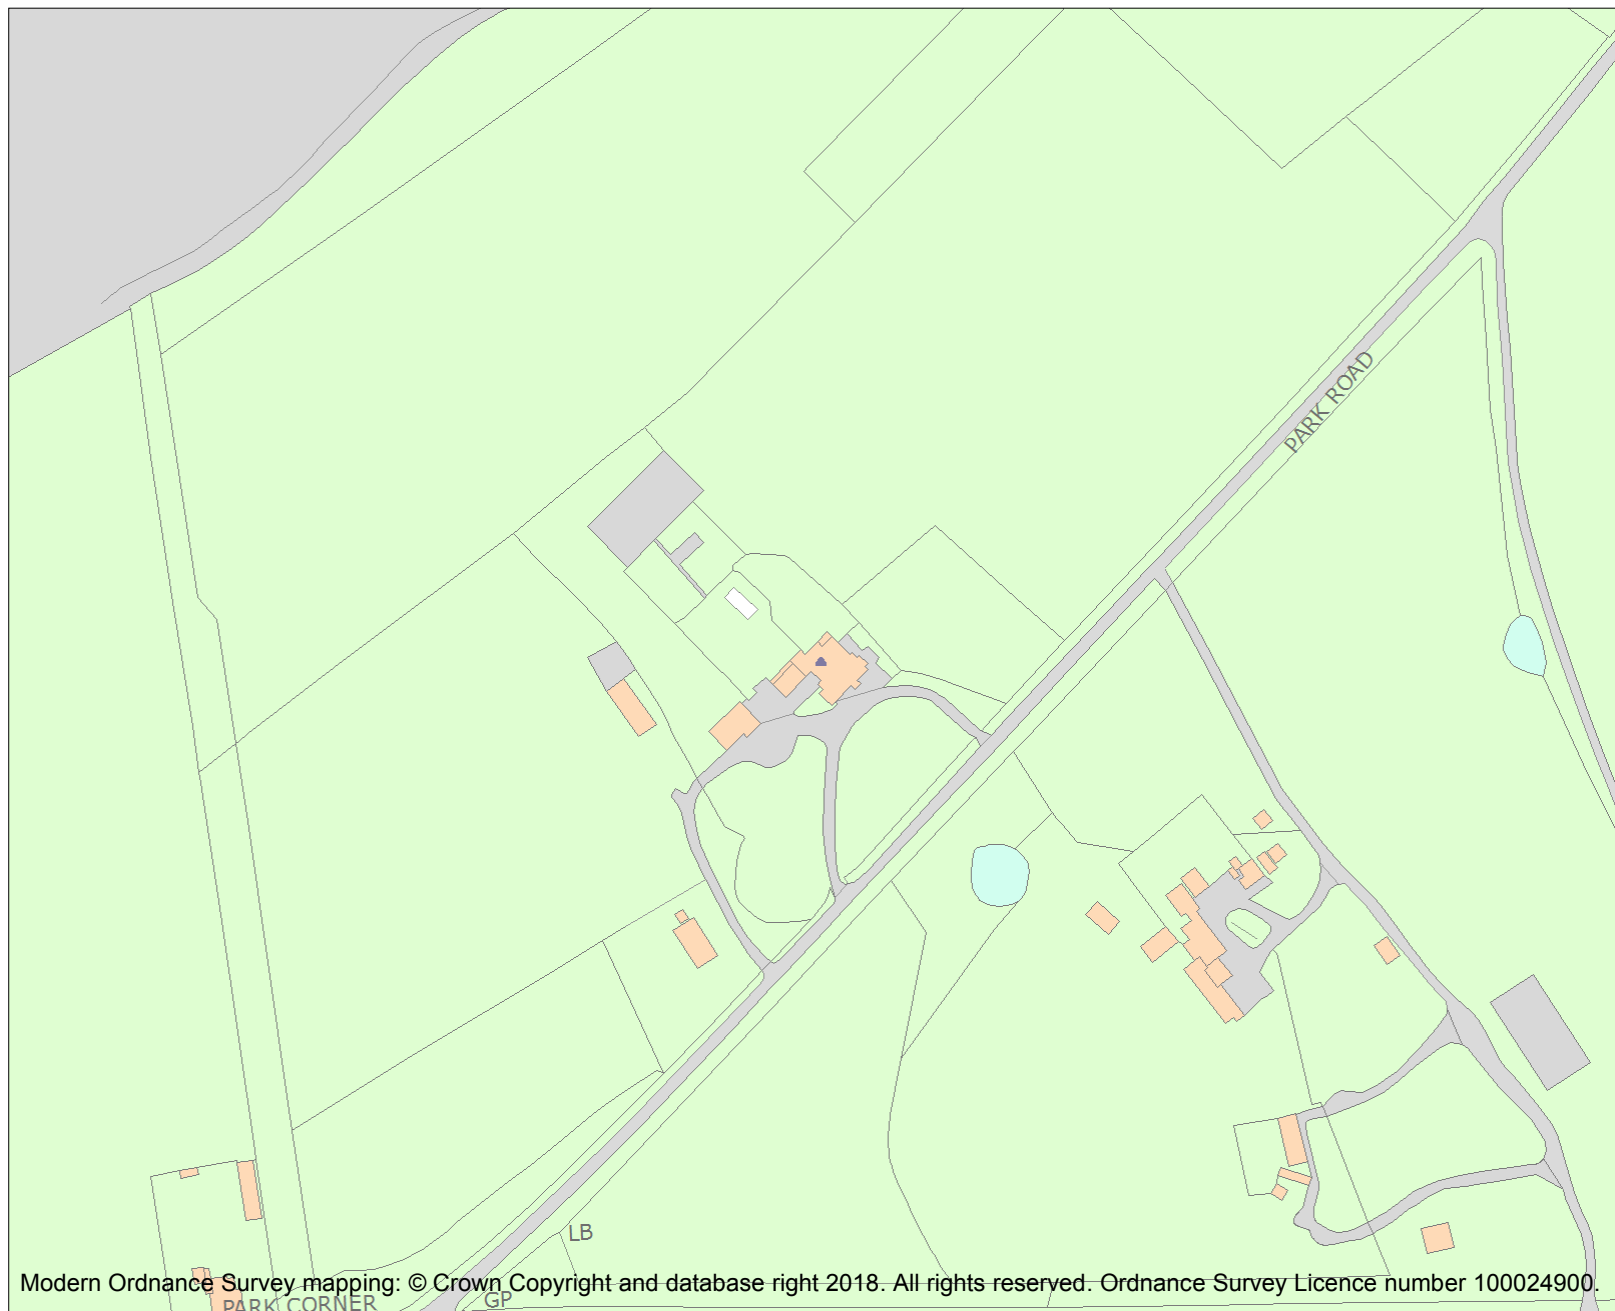 PARK ROAD
LB
Modern Ordnance Survey mapping: © Crown Copyright and database right 2018. All rights reserved. Ordnance Survey Licence number 100024900.
GP
PARK CORNER